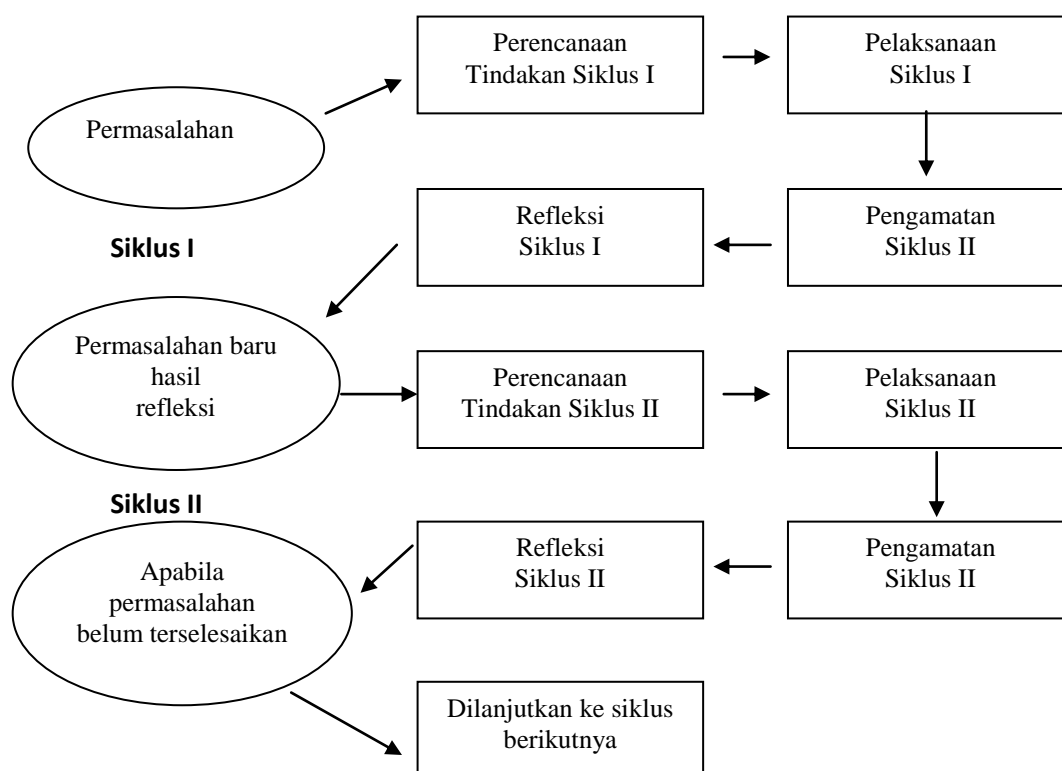 Permasalahan
Perencanaan
Tindakan Siklus I
Pelaksanaan
Siklus I
Siklus I
Refleksi
Siklus I
Pengamatan
Siklus II
Permasalahan baru
hasil
refleksi
Perencanaan
Tindakan Siklus II
Pelaksanaan
Siklus II
Siklus II
Apabila
permasalahan
belum terselesaikan
Refleksi
Siklus II
Pengamatan
Siklus II
Dilanjutkan ke siklus
berikutnya